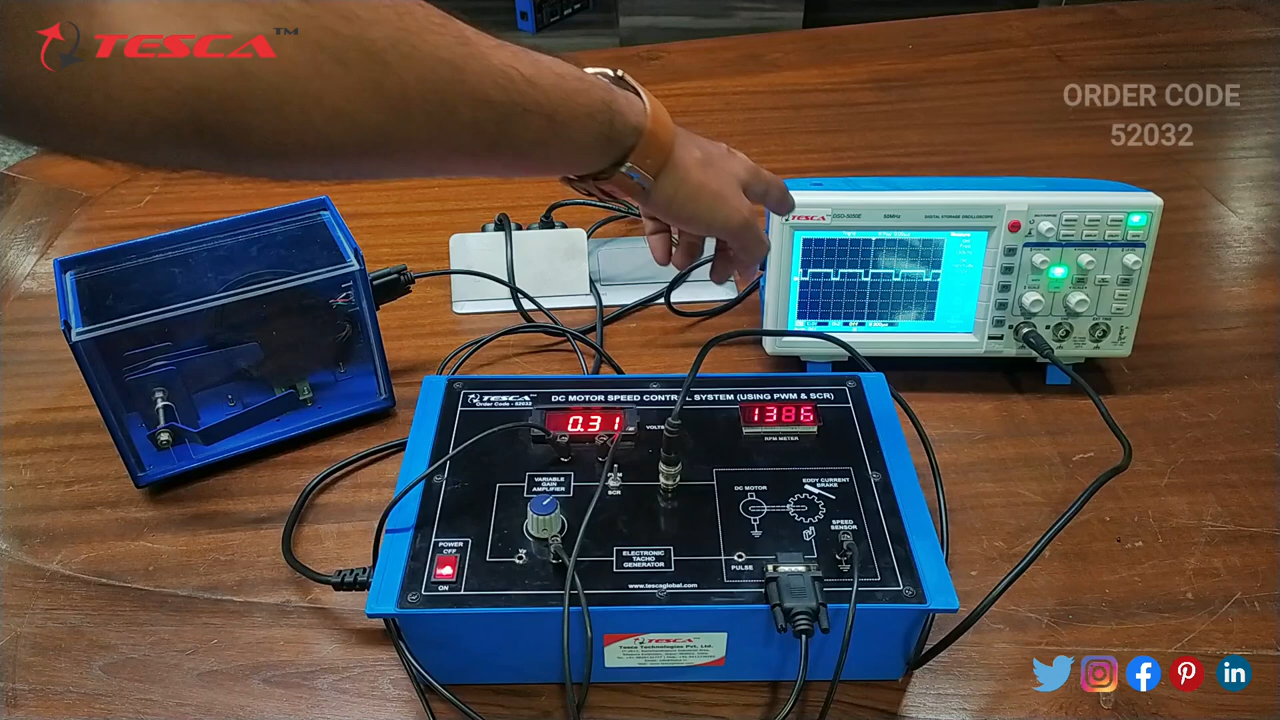 TESCA™
ORDER CODE
52032
TESCA DSO-5050E 50MHz DIGITAL STORAGE OSCILLOSCOPE
TESCA
Order Code - 52032
DC MOTOR SPEED CONTROL SYSTEM (USING PWM & SCR)
0.31
1386
RPM METER
SCR
VARIABLE
GAIN
AMPLIFIER
DC MOTOR
EDDY CURRENT
BRAKE
SPEED
SENSOR
POWER
OFF
ON
ELECTRONIC
TACHO
GENERATOR
PULSE
www.tescaglobal.com
TESCA
Tesca Technologies Pvt. Ltd.